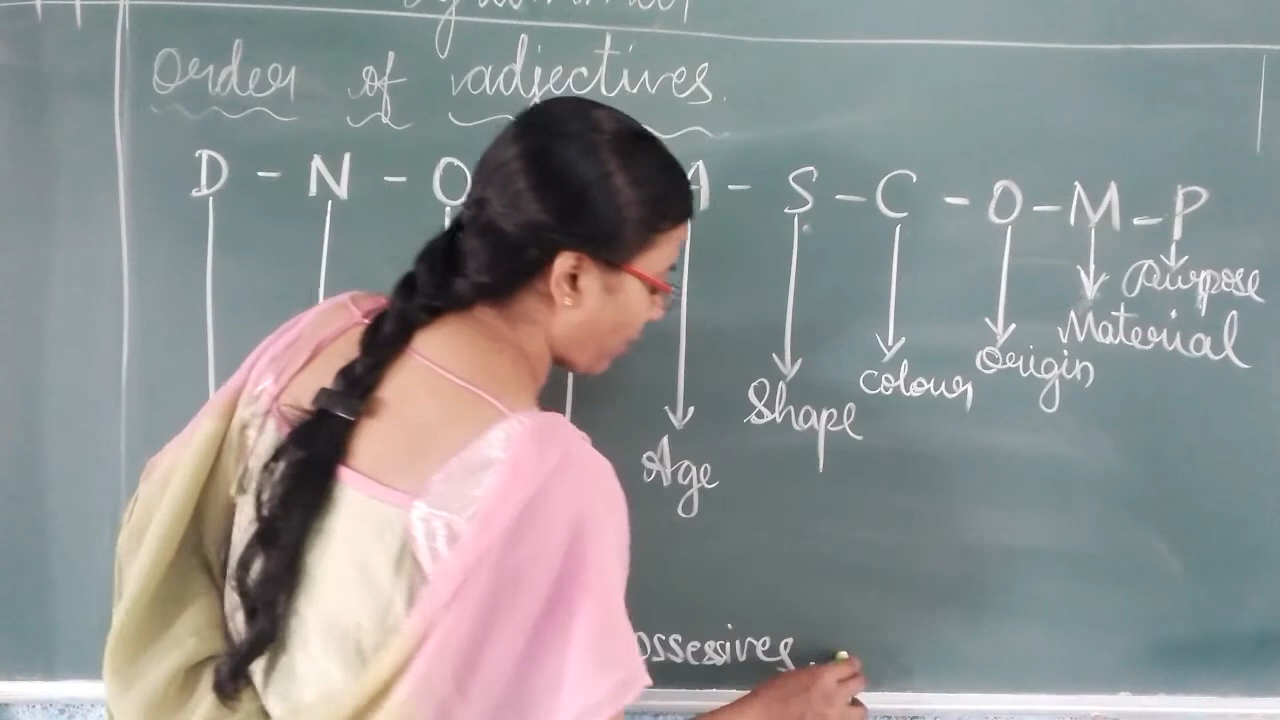 Order of adjectives.
D - N - O A - S - C - O - M - P
Purpose
Material
Origin
Colour
Shape
Age
ossessives